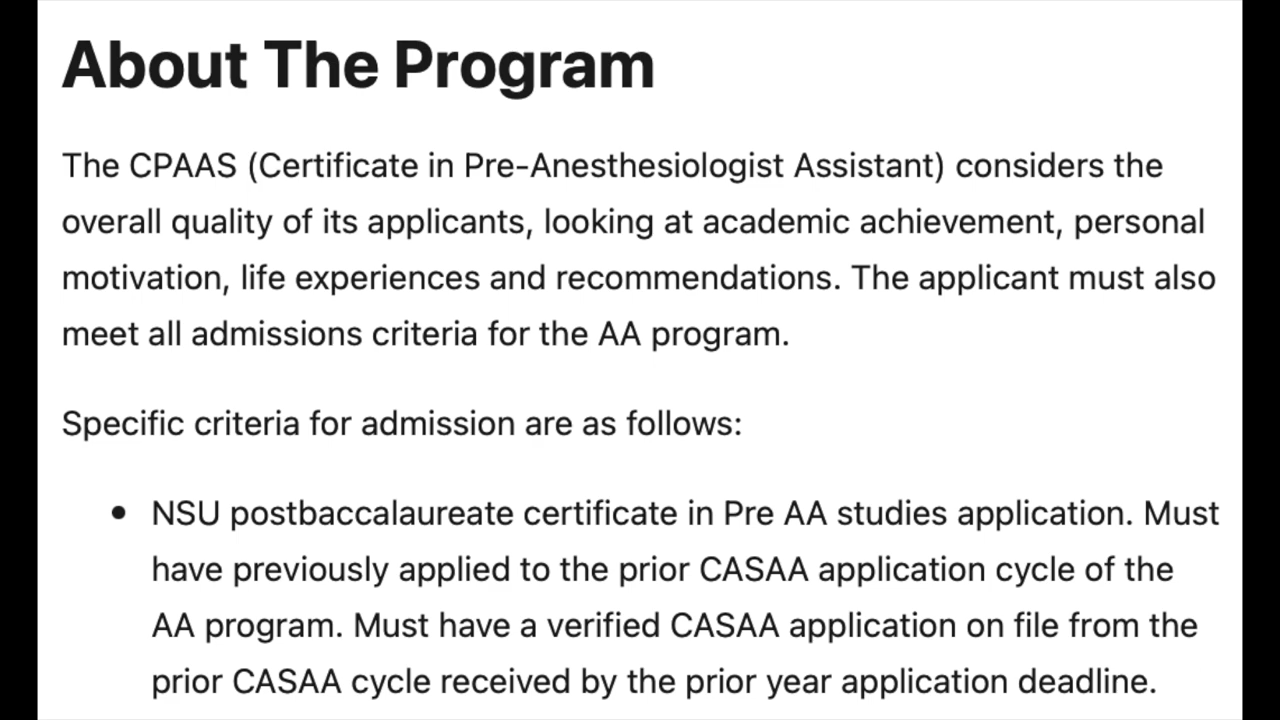 About The Program
The CPAAS (Certificate in Pre-Anesthesiologist Assistant) considers the
overall quality of its applicants, looking at academic achievement, personal
motivation, life experiences and recommendations. The applicant must also
meet all admissions criteria for the AA program.
Specific criteria for admission are as follows:
• NSU postbaccalaureate certificate in Pre AA studies application. Must
have previously applied to the prior CASAA application cycle of the
AA program. Must have a verified CASAA application on file from the
prior CASAA cycle received by the prior year application deadline.